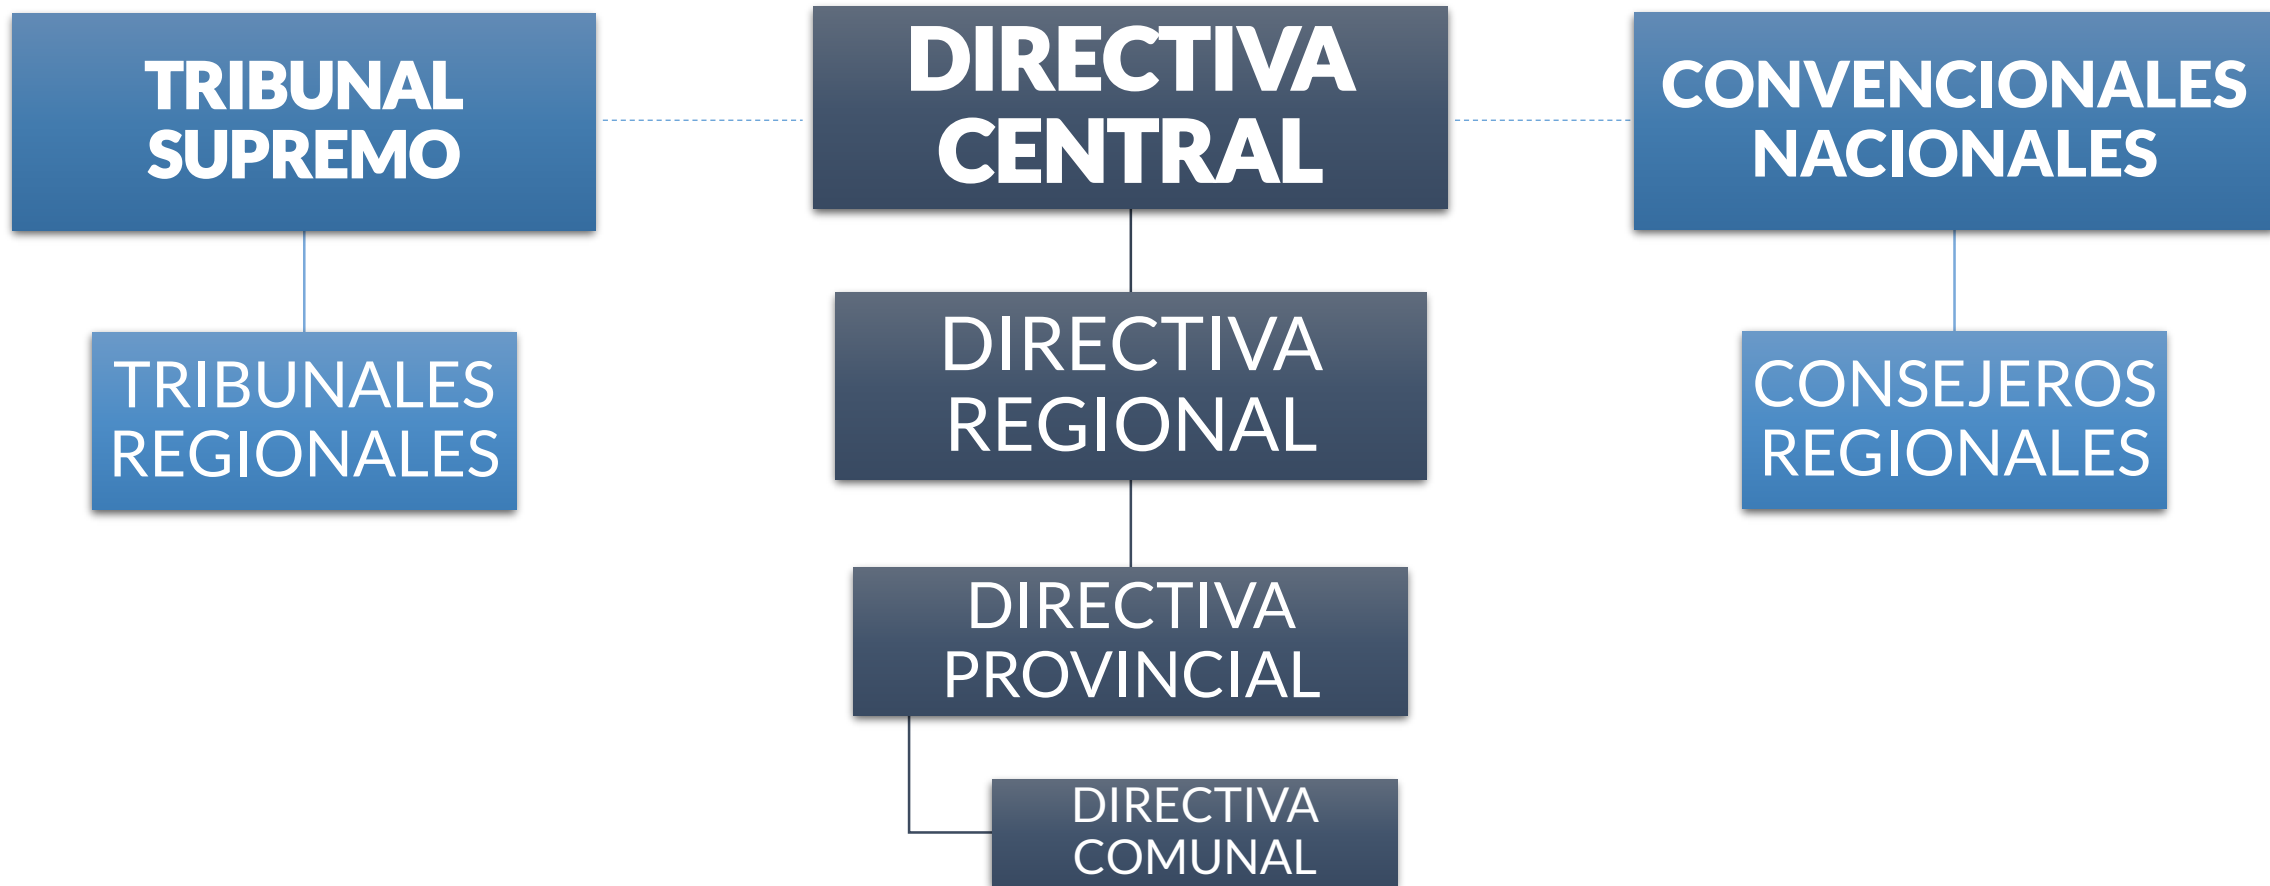 TRIBUNAL
SUPREMO
DIRECTIVA
CENTRAL
CONVENCIONALES
NACIONALES
TRIBUNALES
REGIONALES
DIRECTIVA
REGIONAL
CONSEJEROS
REGIONALES
DIRECTIVA
PROVINCIAL
DIRECTIVA
COMUNAL